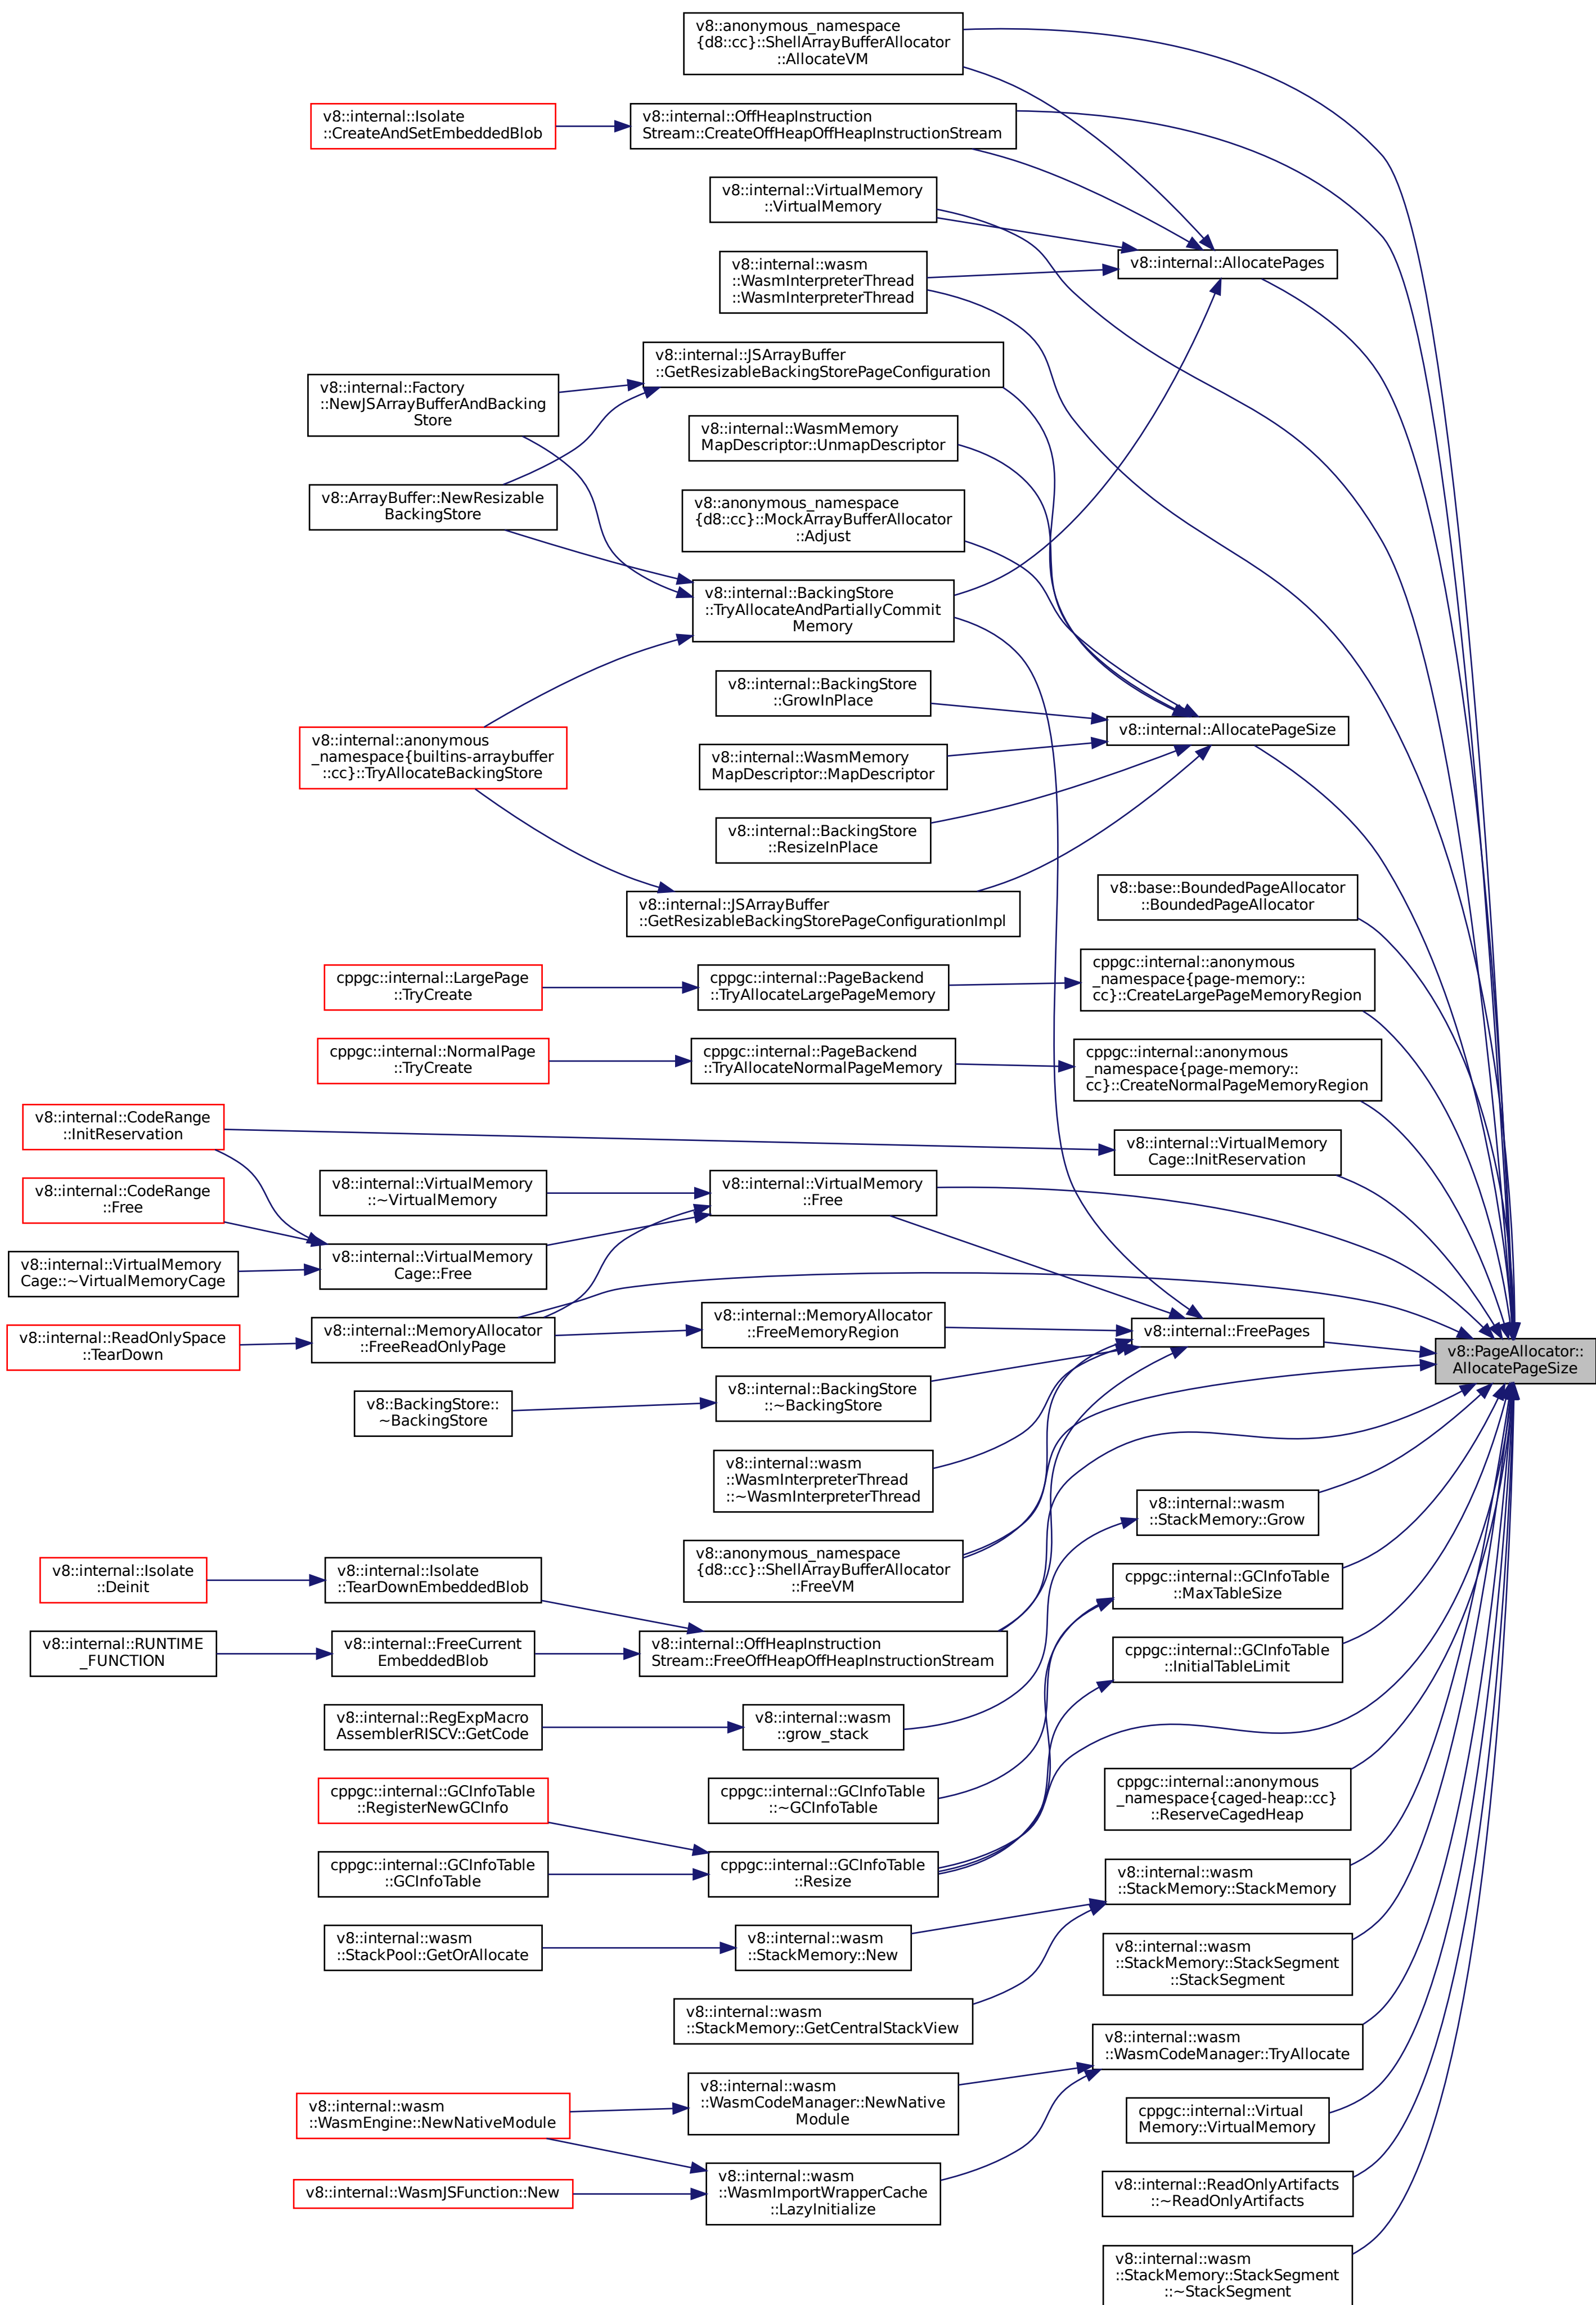 v8::anonymous_namespace
{d8::cc}::ShellArrayBufferAllocator
::AllocateVM
v8::internal::Isolate
::CreateAndSetEmbeddedBlob
v8::internal::OffHeapInstruction
Stream::CreateOffHeapOffHeapInstructionStream
v8::internal::VirtualMemory
::VirtualMemory
v8::internal::AllocatePages
v8::internal::wasm
::WasmInterpreterThread
::WasmInterpreterThread
v8::internal::JSArrayBuffer
::GetResizableBackingStorePageConfiguration
v8::internal::Factory
::NewJSArrayBufferAndBacking
Store
v8::internal::WasmMemory
MapDescriptor::UnmapDescriptor
v8::ArrayBuffer::NewResizable
BackingStore
v8::anonymous_namespace
{d8::cc}::MockArrayBufferAllocator
::Adjust
v8::internal::BackingStore
::TryAllocateAndPartiallyCommit
Memory
v8::internal::BackingStore
::GrowInPlace
v8::internal::AllocatePageSize
v8::internal::anonymous
_namespace{builtins-arraybuffer
::cc}::TryAllocateBackingStore
v8::internal::WasmMemory
MapDescriptor::MapDescriptor
v8::internal::BackingStore
::ResizeInPlace
v8::base::BoundedPageAllocator
::BoundedPageAllocator
v8::internal::JSArrayBuffer
::GetResizableBackingStorePageConfigurationImpl
cppgc::internal::LargePage
::TryCreate
cppgc::internal::PageBackend
::TryAllocateLargePageMemory
cppgc::internal::anonymous
_namespace{page-memory::
cc}::CreateLargePageMemoryRegion
cppgc::internal::NormalPage
::TryCreate
cppgc::internal::PageBackend
::TryAllocateNormalPageMemory
cppgc::internal::anonymous
_namespace{page-memory::
cc}::CreateNormalPageMemoryRegion
v8::internal::CodeRange
::InitReservation
v8::internal::VirtualMemory
Cage::InitReservation
v8::internal::CodeRange
::Free
v8::internal::VirtualMemory
::~VirtualMemory
v8::internal::VirtualMemory
::Free
v8::internal::VirtualMemory
Cage::~VirtualMemoryCage
v8::internal::VirtualMemory
Cage::Free
v8::internal::ReadOnlySpace
::TearDown
v8::internal::MemoryAllocator
::FreeReadOnlyPage
v8::internal::MemoryAllocator
::FreeMemoryRegion
v8::internal::FreePages
v8::PageAllocator::
AllocatePageSize
v8::BackingStore::
~BackingStore
v8::internal::BackingStore
::~BackingStore
v8::internal::wasm
::WasmInterpreterThread
::~WasmInterpreterThread
v8::internal::wasm
::StackMemory::Grow
v8::internal::Isolate
::Deinit
v8::internal::Isolate
::TearDownEmbeddedBlob
v8::anonymous_namespace
{d8::cc}::ShellArrayBufferAllocator
::FreeVM
cppgc::internal::GCInfoTable
::MaxTableSize
v8::internal::RUNTIME
_FUNCTION
v8::internal::FreeCurrent
EmbeddedBlob
v8::internal::OffHeapInstruction
Stream::FreeOffHeapOffHeapInstructionStream
cppgc::internal::GCInfoTable
::InitialTableLimit
v8::internal::RegExpMacro
AssemblerRISCV::GetCode
v8::internal::wasm
::grow_stack
cppgc::internal::GCInfoTable
::RegisterNewGCInfo
cppgc::internal::GCInfoTable
::~GCInfoTable
cppgc::internal::anonymous
_namespace{caged-heap::cc}
::ReserveCagedHeap
cppgc::internal::GCInfoTable
::GCInfoTable
cppgc::internal::GCInfoTable
::Resize
v8::internal::wasm
::StackMemory::StackMemory
v8::internal::wasm
::StackPool::GetOrAllocate
v8::internal::wasm
::StackMemory::New
v8::internal::wasm
::StackMemory::StackSegment
::StackSegment
v8::internal::wasm
::StackMemory::GetCentralStackView
v8::internal::wasm
::WasmCodeManager::TryAllocate
v8::internal::wasm
::WasmEngine::NewNativeModule
v8::internal::wasm
::WasmCodeManager::NewNative
Module
cppgc::internal::Virtual
Memory::VirtualMemory
v8::internal::WasmJSFunction::New
v8::internal::wasm
::WasmImportWrapperCache
::LazyInitialize
v8::internal::ReadOnlyArtifacts
::~ReadOnlyArtifacts
v8::internal::wasm
::StackMemory::StackSegment
::~StackSegment